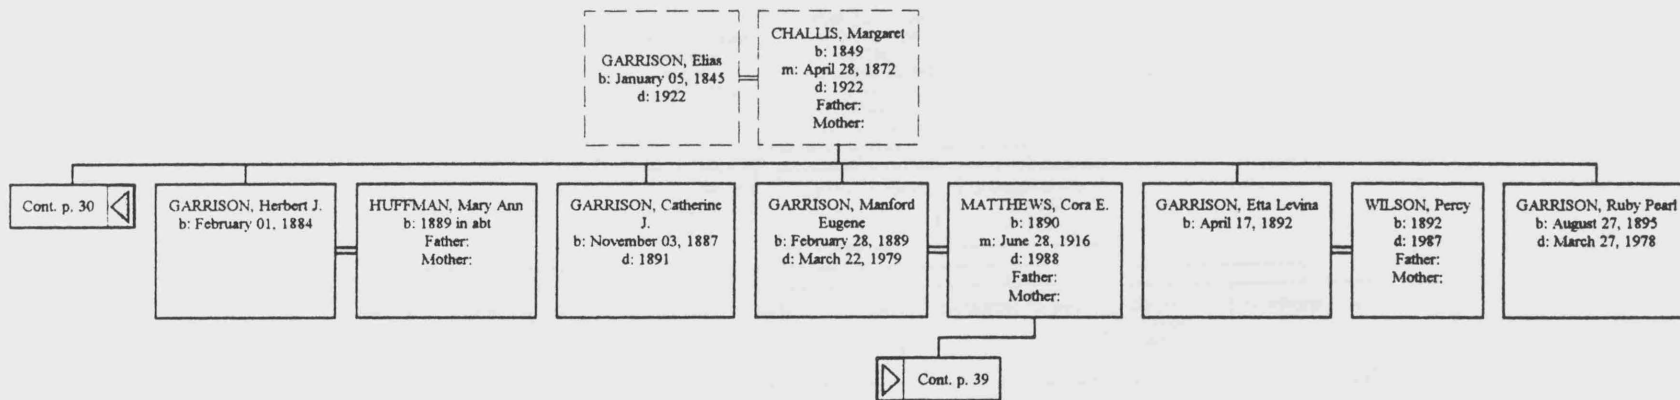 GARRISON, Elias
b: January 05, 1845
d: 1922
CHALLIS, Margaret
b: 1849
m: April 28, 1872
d: 1922
Father:
Mother:
Cont. p. 30
GARRISON, Herbert J.
b: February 01, 1884
HUFFMAN, Mary Ann
b: 1889 in abt
Father:
Mother:
GARRISON, Catherine
J.
b: November 03, 1887
d: 1891
GARRISON, Manford
Eugene
b: February 28, 1889
d: March 22, 1979
MATTHEWS, Cora E.
b: 1890
m: June 28, 1916
d: 1988
Father:
Mother:
GARRISON, Etta Levina
b: April 17, 1892
WILSON, Percy
b: 1892
d: 1987
Father:
Mother:
GARRISON, Ruby Pearl
b: August 27, 1895
d: March 27, 1978
Cont. p. 39